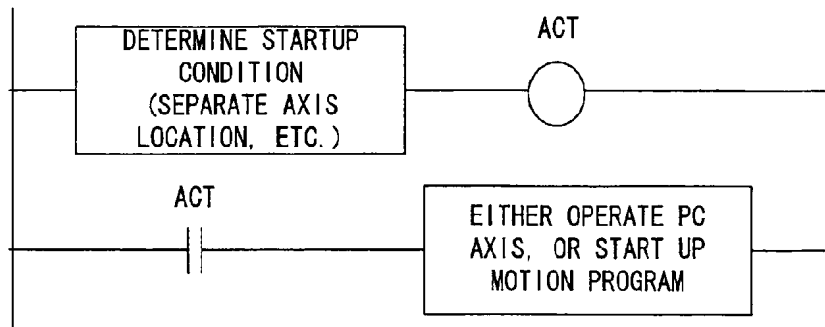 DETERMINE STARTUP
CONDITION
(SEPARATE AXIS
LOCATION, ETC.)
ACT
ACT
EITHER OPERATE PC
AXIS, OR START UP
MOTION PROGRAM